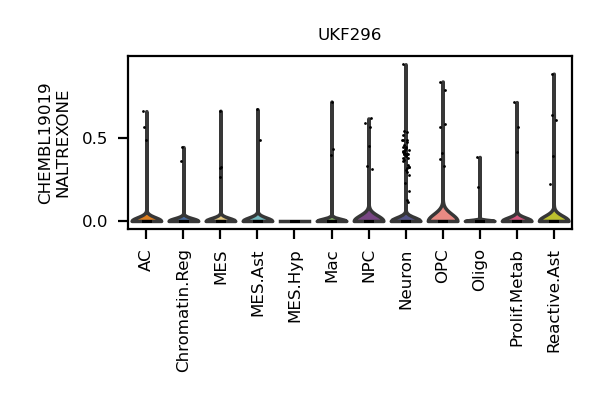 UKF296
CHEMBL19019
NALTREXONE
0.5
0.0
AC
Chromatin.Reg
MES
MES.Ast
MES.Hyp
Mac
NPC
Neuron
OPC
Oligo
Prolif.Metab
Reactive.Ast